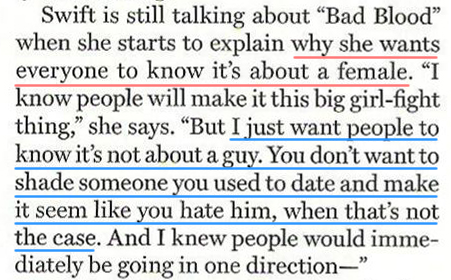 Swift is still talking about “Bad Blood”
when she starts to explain why she wants
everyone to know it’s about a female. “I
know people will make it this big girl-fight
thing,” she says. “But I just want people to
know it’s not about a guy. You don’t want to
shade someone you used to date and make
it seem like you hate him, when that’s not
the case. And I knew people would imme-
diately be going in one direction—”